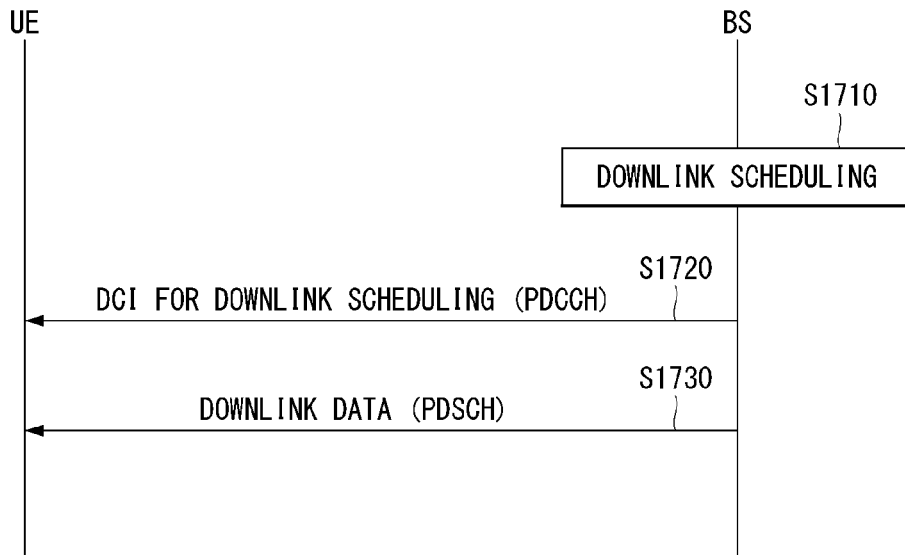 UE
BS
S1710
DOWNLINK SCHEDULING
S1720
DCI FOR DOWNLINK SCHEDULING (PDCCH)
S1730
DOWNLINK DATA (PDSCH)